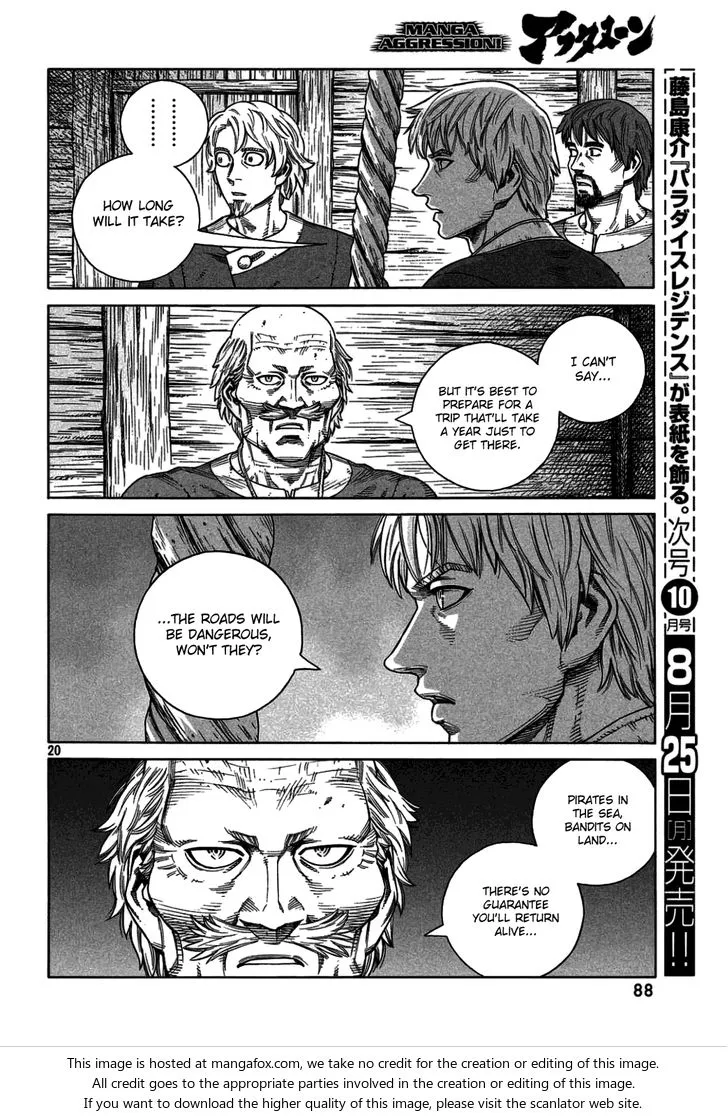 MANGA
AGGRESSION!
アフタヌーン
……
……
HOW LONG
WILL IT TAKE?
I CAN'T
SAY...
BUT IT'S BEST TO
PREPARE FOR A
TRIP THAT'LL TAKE
A YEAR JUST TO
GET THERE.
...THE ROADS WILL
BE DANGEROUS,
WON'T THEY?
20
PIRATES IN
THE SEA,
BANDITS ON
LAND...
THERE'S NO
GUARANTEE
YOU'LL RETURN
ALIVE...
藤島康介『パラダイスレジデンス』が表紙を飾る。次号10月号8月25日[月]発売!!
88
This image is hosted at mangafox.com, we take no credit for the creation or editing of this image.
All credit goes to the appropriate parties involved in the creation or editing of this image.
If you want to download the higher quality of this image, please visit the scanlator web site.